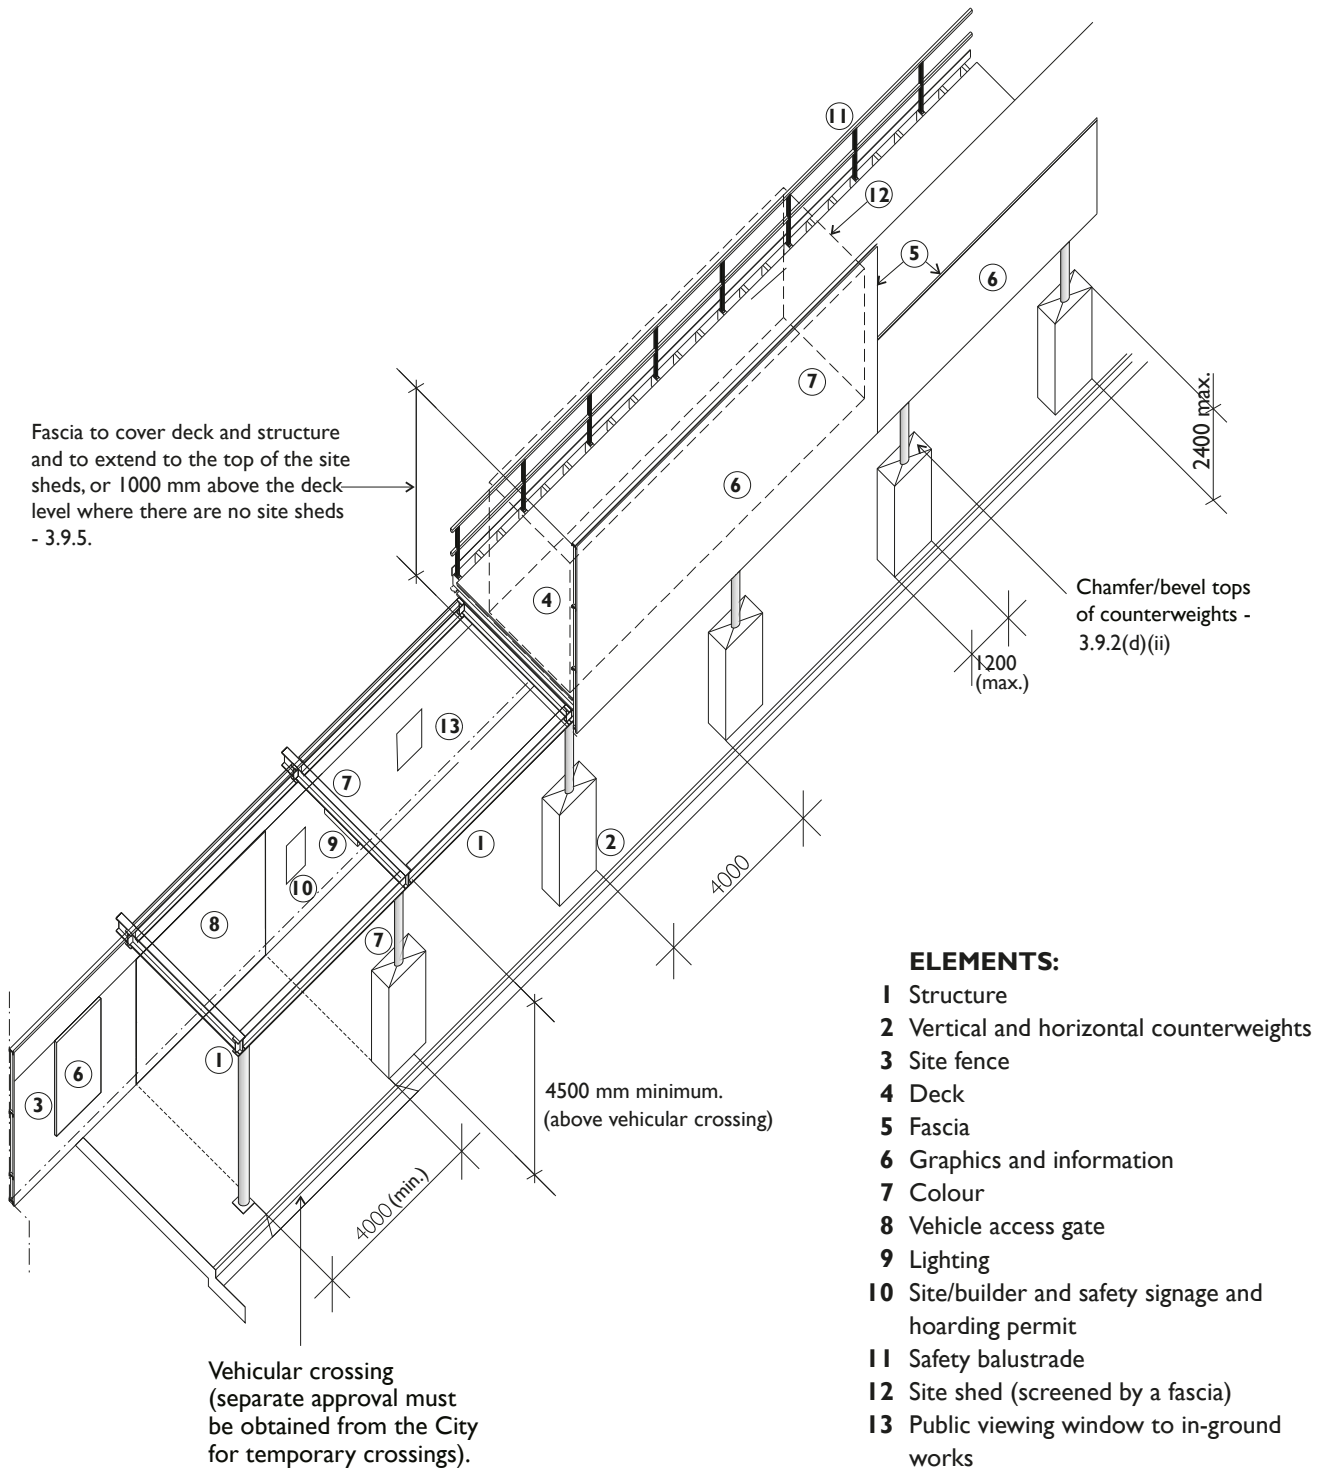 11
12
5
6
7
2400 max.
Fascia to cover deck and structure
and to extend to the top of the site
sheds, or 1000 mm above the deck
level where there are no site sheds
- 3.9.5.
6
4
Chamfer/bevel tops
of counterweights -
3.9.2(d)(ii)
1200
(max.)
13
7
9
1
2
10
4000
8
7
1
6
3
4500 mm minimum.
(above vehicular crossing)
4000 (min.)
Vehicular crossing
(separate approval must
be obtained from the City
for temporary crossings).
ELEMENTS:
1 Structure
2 Vertical and horizontal counterweights
3 Site fence
4 Deck
5 Fascia
6 Graphics and information
7 Colour
8 Vehicle access gate
9 Lighting
10 Site/builder and safety signage and
hoarding permit
11 Safety balustrade
12 Site shed (screened by a fascia)
13 Public viewing window to in-ground
works